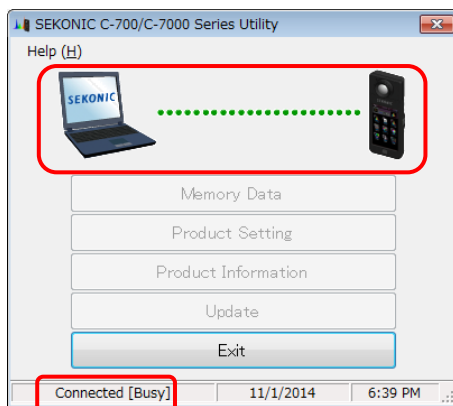 SEKONIC C-700/C-7000 Series Utility
Help (H)
SEKONIC
Memory Data
Product Setting
Product Information
Update
Exit
Connected [Busy] 11/1/2014 6:39 PM